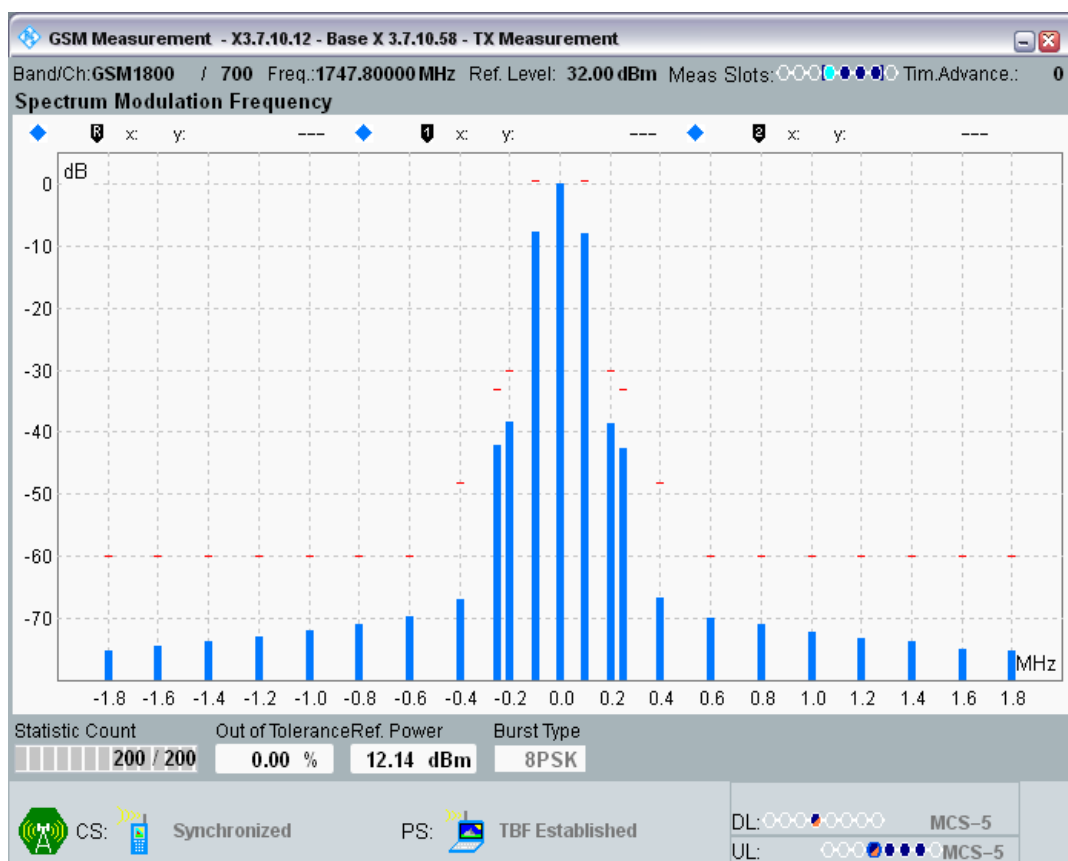 GSM Measurement - X3.7.10.12 - Base X 3.7.10.58 - TX Measurement
Band/Ch:GSM1800 / 700 Freq.:1747.80000 MHz Ref. Level: 32.00 dBm Meas Slots: Tim.Advance.: 0
Spectrum Modulation Frequency
R x: y: --- 1 x: y: --- 2 x: y: ---
dB
0
-10
-20
-30
-40
-50
-60
-70
MHz
-1.8 -1.6 -1.4 -1.2 -1.0 -0.8 -0.6 -0.4 -0.2 0.0 0.2 0.4 0.6 0.8 1.0 1.2 1.4 1.6 1.8
Statistic Count Out of Tolerance Ref. Power Burst Type
200 / 200 0.00 % 12.14 dBm 8PSK
CS: Synchronized PS: TBF Established
DL: MCS-5
UL: MCS-5